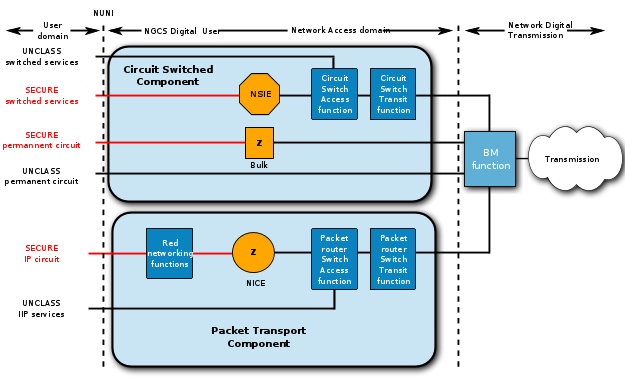 NUNI
User
domain
NGCS Digital User
Network Access domain
Network Digital
Transmission
UNCLASS
switched services
SECURE
switched services
SECURE
permannent circuit
UNCLASS
permanent circuit
Circuit Switched
Component
NSIE
Circuit
Switch
Access
function
Circuit
Switch
Transit
function
z
Bulk
BM
function
Transmission
SECURE
IP circuit
UNCLASS
IIP services
Red
networking
functions
z
NICE
Packet
router
Switch
Access
function
Packet
router
Switch
Transit
function
Packet Transport
Component